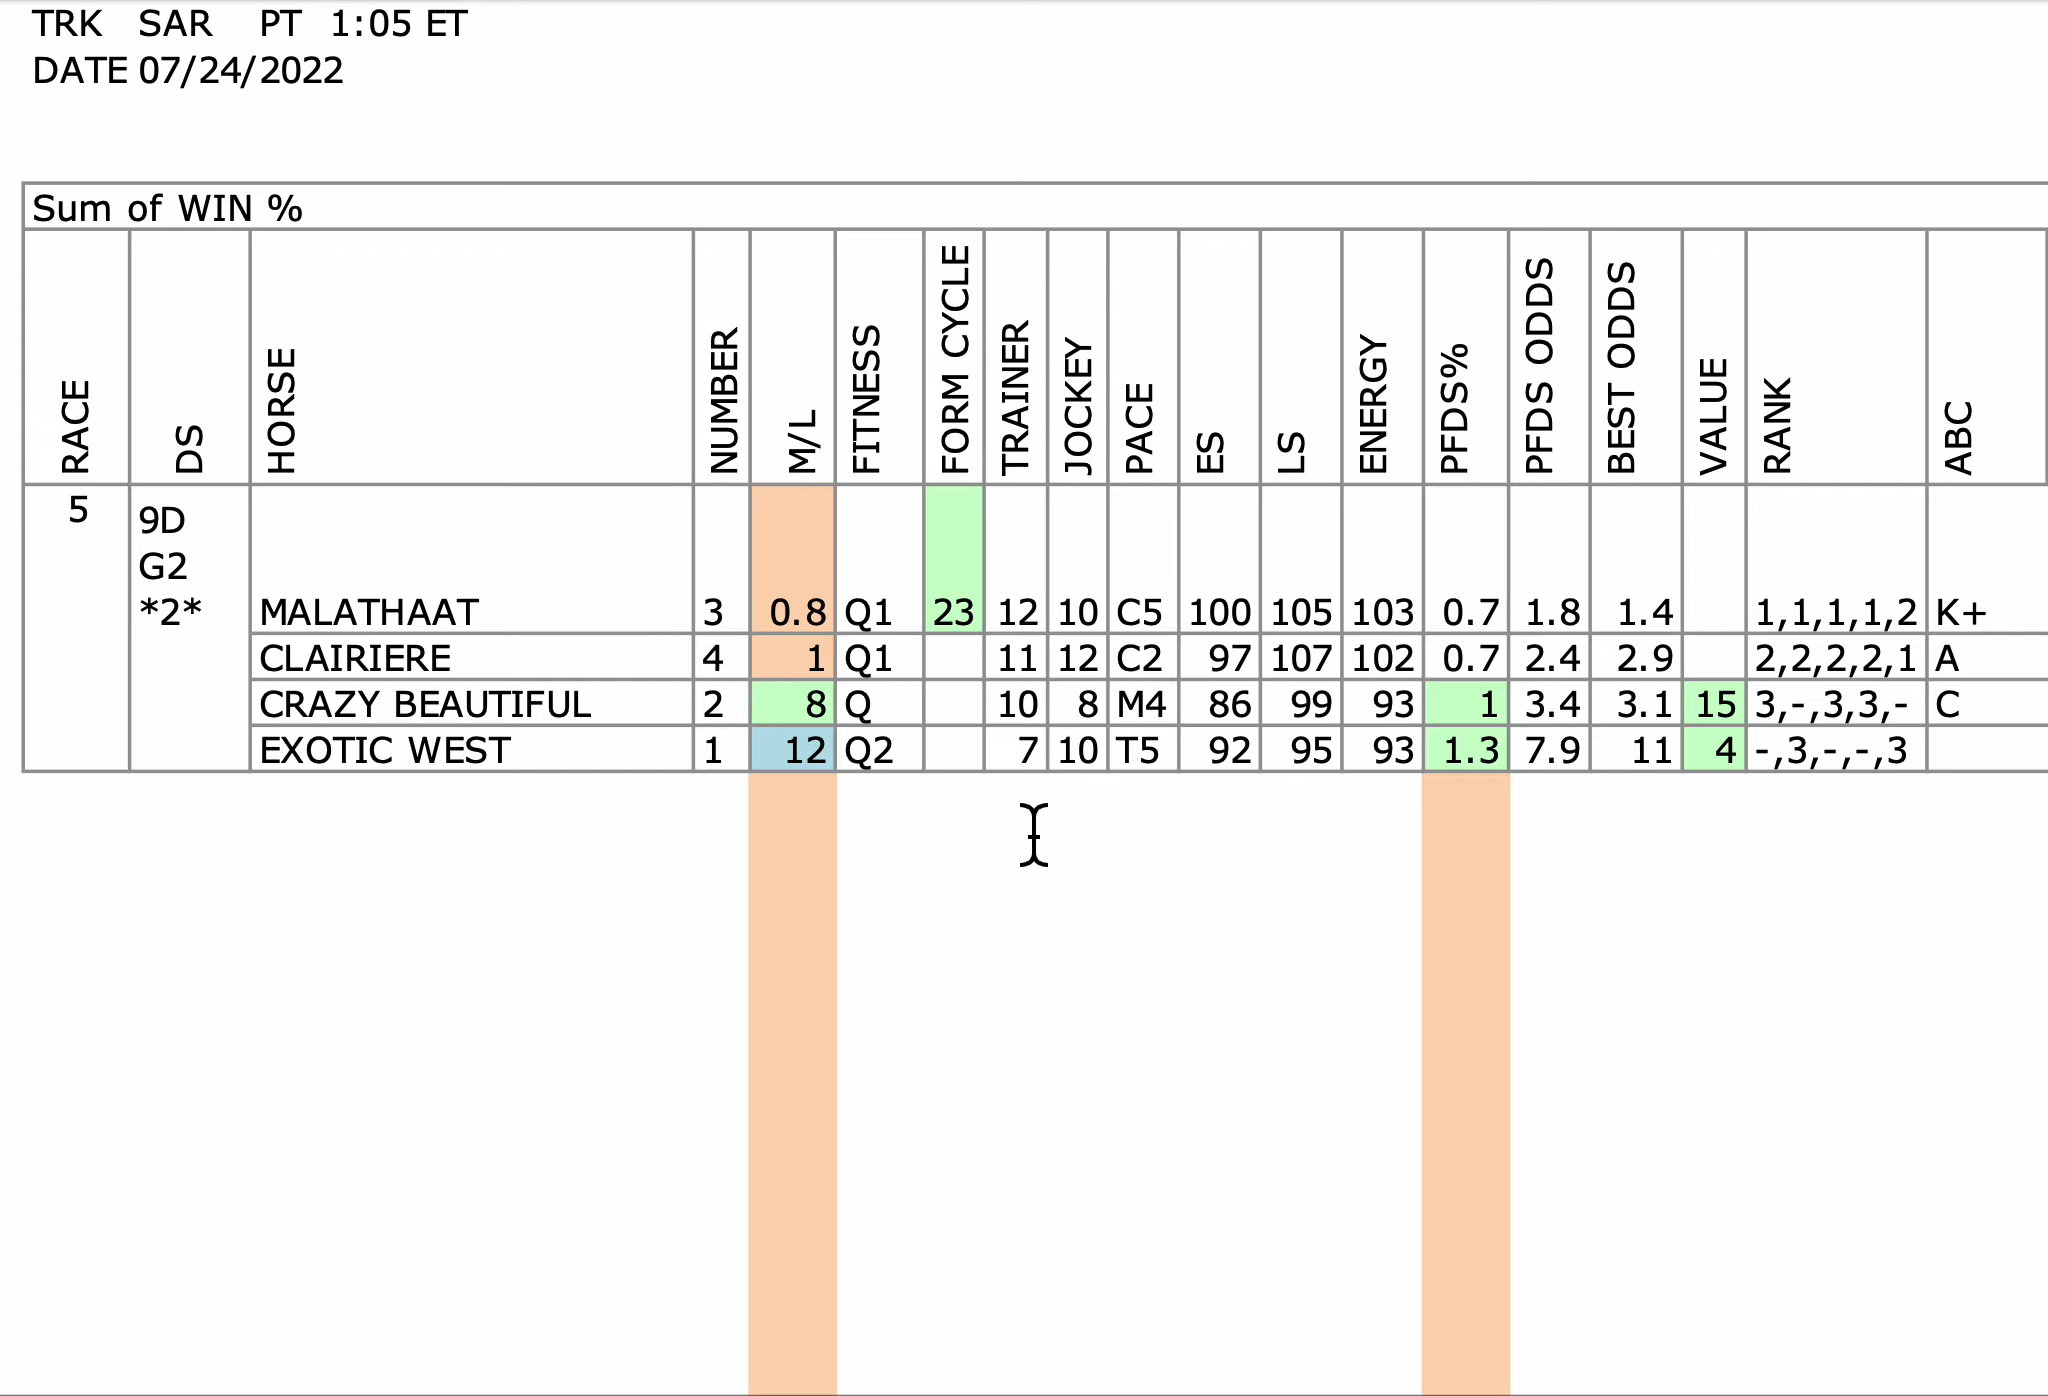 TRK SAR PT 1:05 ET
DATE 07/24/2022
Sum of WIN %
RACE DS HORSE NUMBER M/L FITNESS FORM CYCLE TRAINER JOCKEY PACE ES LS ENERGY PFDS% PFDS ODDS BEST ODDS VALUE RANK ABC
5 9D
G2
*2* MALATHAAT 3 0.8 Q1 23 12 10 C5 100 105 103 0.7 1.8 1.4 1,1,1,1,2 K+
CLAIRIERE 4 1 Q1 11 12 C2 97 107 102 0.7 2.4 2.9 2,2,2,2,1 A
CRAZY BEAUTIFUL 2 8 Q 10 8 M4 86 99 93 1 3.4 3.1 15 3,-,3,3,- C
EXOTIC WEST 1 12 Q2 7 10 T5 92 95 93 1.3 7.9 11 4 -,3,-,-,3